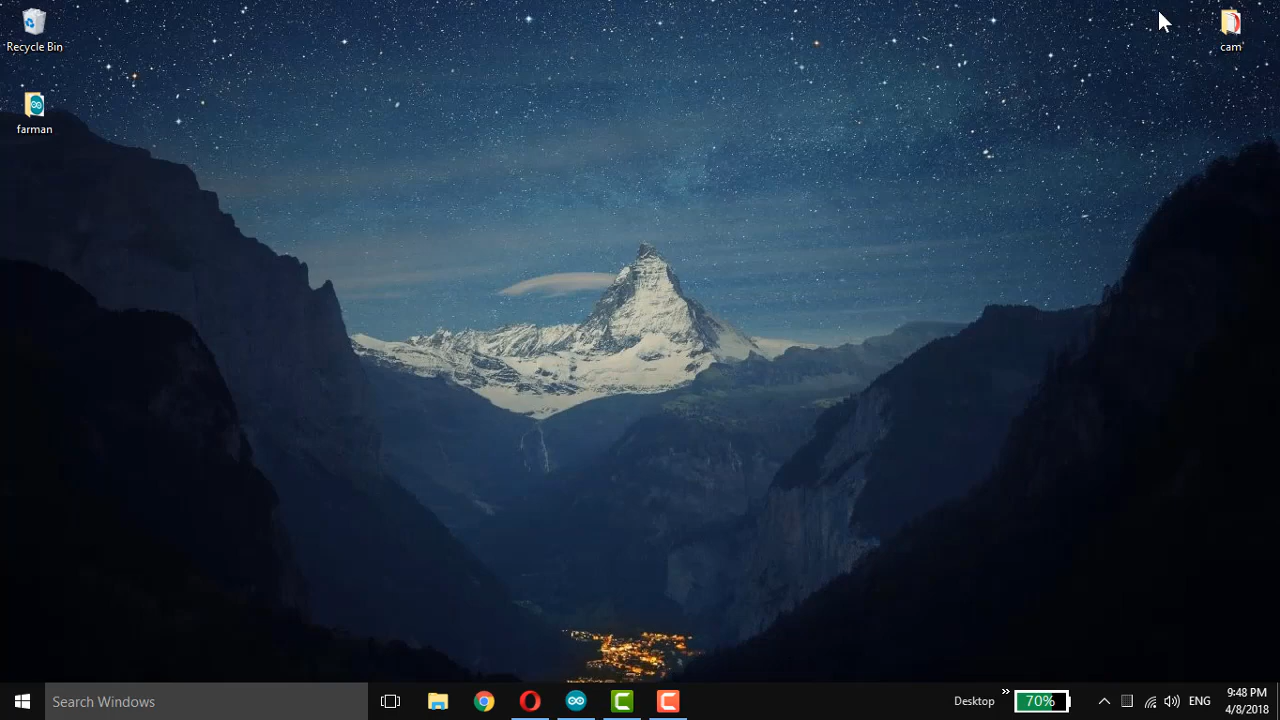 Recycle Bin
cam
farman
Search Windows
Desktop
70%
ENG
9:48 PM
4/8/2018